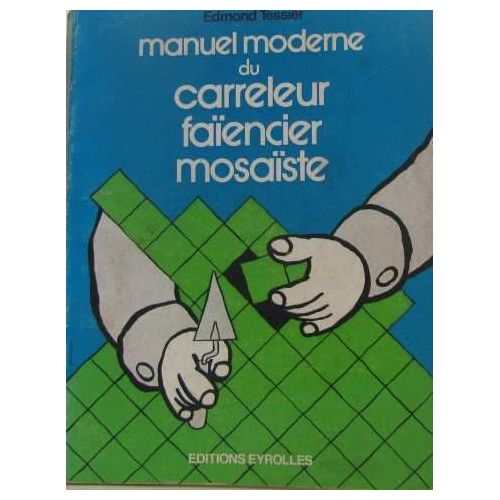 Edmond Tessier
manuel moderne
du
carreleur
faïencier
mosaïste
EDITIONS EYROLLES